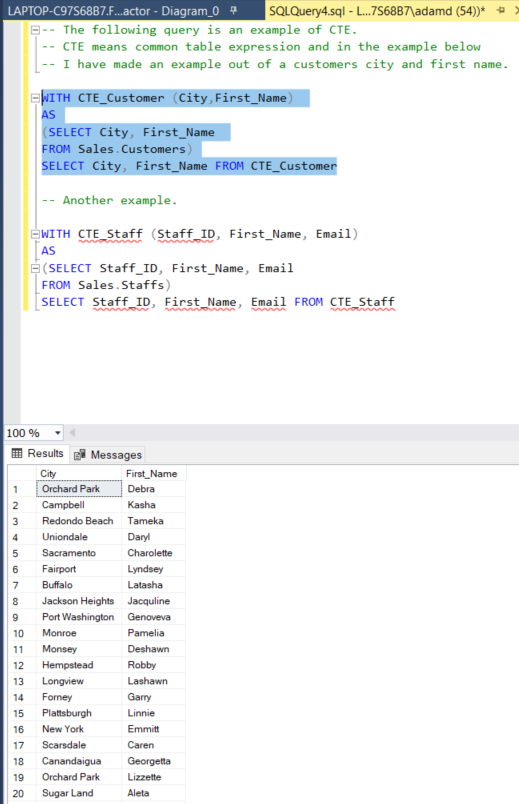 LAPTOP-C97S68B7.F...actor - Diagram_0 SQLQuery4.sql - L...7S68B7\adamd (54))*
-- The following query is an example of CTE.
-- CTE means common table expression and in the example below
-- I have made an example out of a customers city and first name.
WITH CTE_Customer (City,First_Name)
AS
(SELECT City, First_Name
FROM Sales.Customers)
SELECT City, First_Name FROM CTE_Customer
-- Another example.
WITH CTE_Staff (Staff_ID, First_Name, Email)
AS
(SELECT Staff_ID, First_Name, Email
FROM Sales.Staffs)
SELECT Staff_ID, First_Name, Email FROM CTE_Staff
100 %
Results Messages
City First_Name
1 Orchard Park Debra
2 Campbell Kasha
3 Redondo Beach Tameka
4 Uniondale Daryl
5 Sacramento Charolette
6 Fairport Lyndsey
7 Buffalo Latasha
8 Jackson Heights Jacquline
9 Port Washington Genoveva
10 Monroe Pamelia
11 Monsey Deshawn
12 Hempstead Robby
13 Longview Lashawn
14 Forney Garry
15 Plattsburgh Linnie
16 New York Emmitt
17 Scarsdale Caren
18 Canandaigua Georgetta
19 Orchard Park Lizzette
20 Sugar Land Aleta